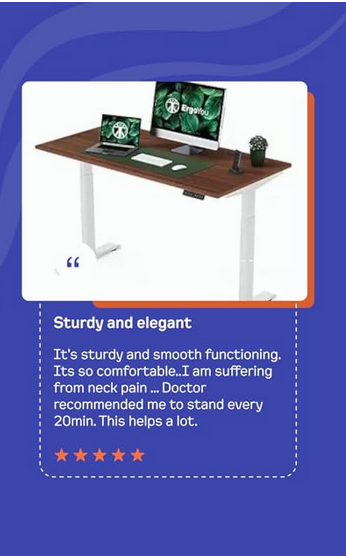 ErgoYou
“
Sturdy and elegant
It's sturdy and smooth functioning.
Its so comfortable..I am suffering
from neck pain ... Doctor
recommended me to stand every
20min. This helps a lot.